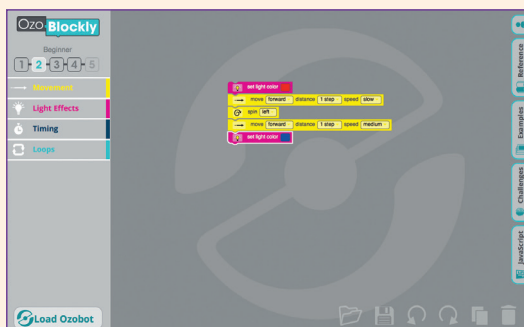 Ozo Blockly
Beginner
1 2 3 4 5
Movement
Light Effects
Timing
Loops
set light color
move forward distance 1 step speed slow
spin left
move forward distance 1 step speed medium
set light color
Reference
Examples
Challenges
JavaScript
Load Ozobot